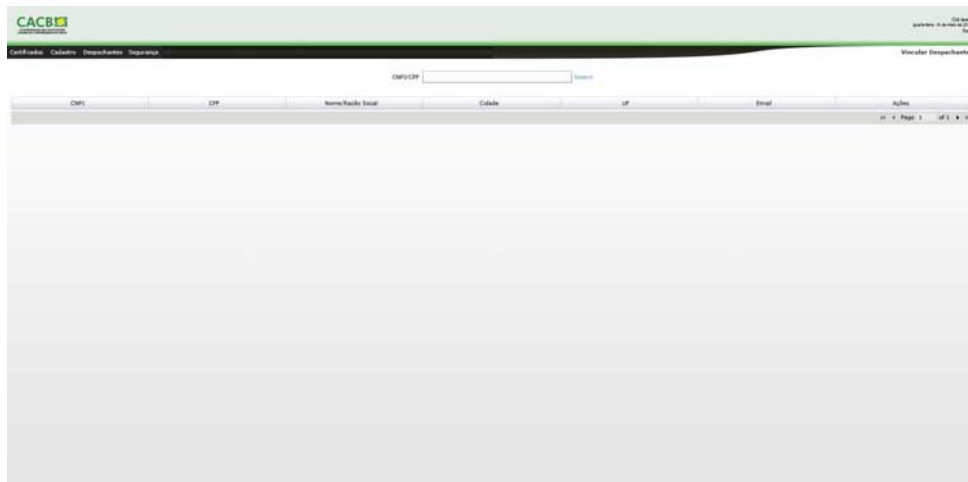 CACB
Certificados Cadastro Despachantes Segurança
Vincular Despachante
CNPJ/CPF
CNPJ CPF Nome/Razão Social Cidade UF Email Ações
Page 1 of 1